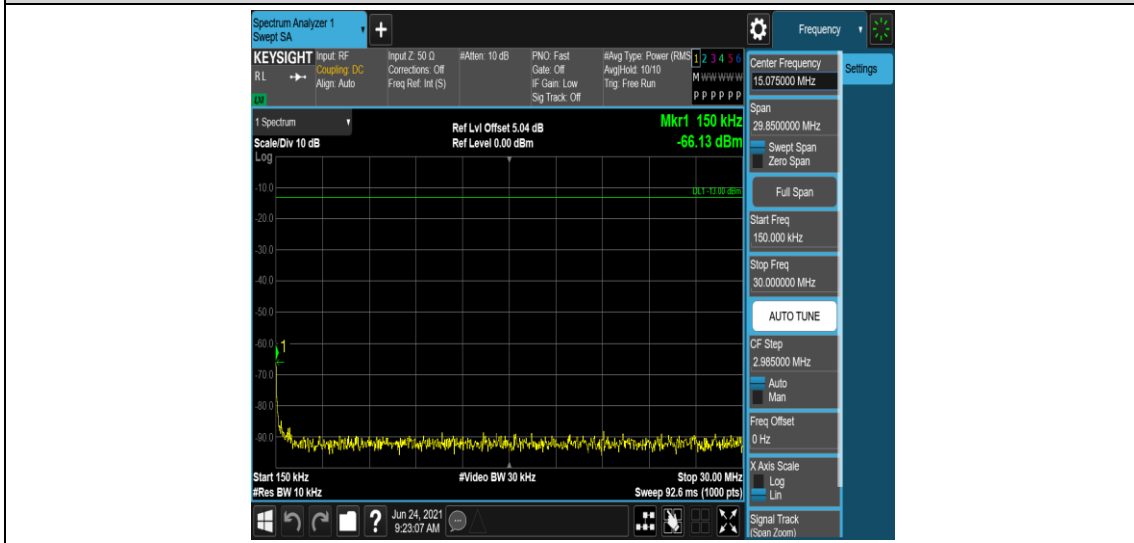 Spectrum Analyzer 1
Swept SA
+
Frequency
KEYSIGHT
RL
LXI
Input: RF
Coupling: DC
Align: Auto
Input Z: 50 Ω
Corrections: Off
Freq Ref: Int (S)
#Atten: 10 dB
PNO: Fast
Gate: Off
IF Gain: Low
Sig Track: Off
#Avg Type: Power (RMS
Avg|Hold: 10/10
Trig: Free Run
1 2 3 4 5 6
M W W W W W
P P P P P P
1 Spectrum
Scale/Div 10 dB
Log
Ref Lvl Offset 5.04 dB
Ref Level 0.00 dBm
Mkr1 150 kHz
-66.13 dBm
DL1 -13.00 dBm
-10.0
-20.0
-30.0
-40.0
-50.0
-60.0
1
-70.0
-80.0
-90.0
Start 150 kHz
#Res BW 10 kHz
#Video BW 30 kHz
Stop 30.00 MHz
Sweep 92.6 ms (1000 pts)
Center Frequency
15.075000 MHz
Settings
Span
29.8500000 MHz
Swept Span
Zero Span
Full Span
Start Freq
150.000 kHz
Stop Freq
30.000000 MHz
AUTO TUNE
CF Step
2.985000 MHz
Auto
Man
Freq Offset
0 Hz
X Axis Scale
Log
Lin
Signal Track
(Span Zoom)
?
Jun 24, 2021
9:23:07 AM